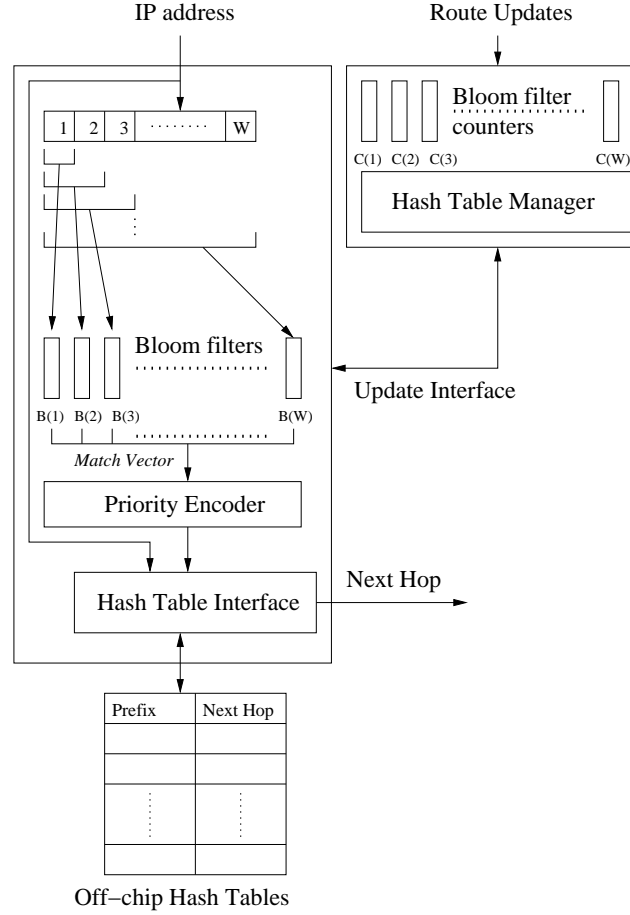 IP address
Route Updates
1 2 3 ........ W
Bloom filter
counters
C(1) C(2) C(3) C(W)
Hash Table Manager
Bloom filters
B(1) B(2) B(3) B(W)
Update Interface
Match Vector
Priority Encoder
Hash Table Interface
Next Hop
Prefix Next Hop
Off-chip Hash Tables